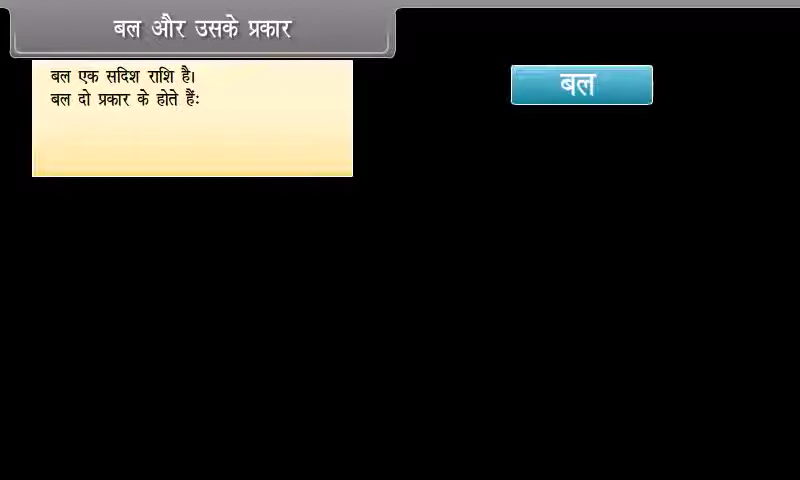 बल और उसके प्रकार
बल एक सदिश राशि है।
बल दो प्रकार के होते हैंः
बल